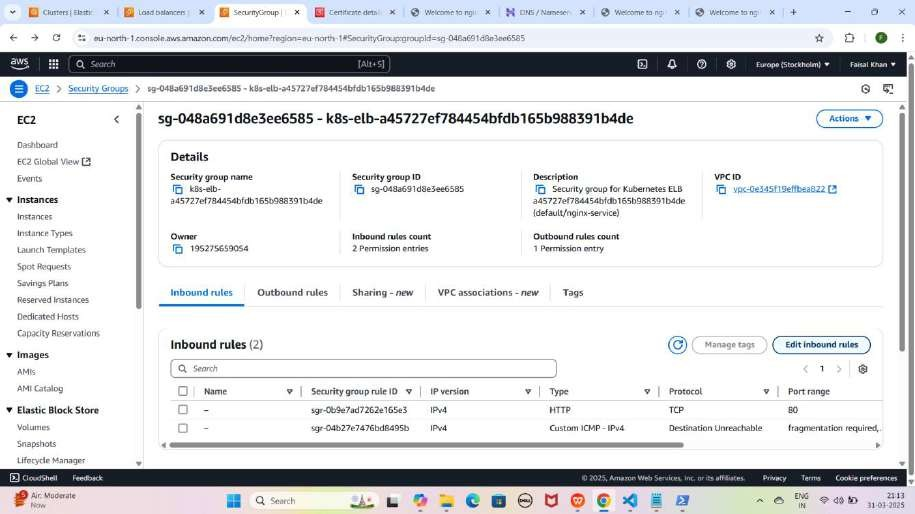 Clusters | Elastic
Load balancers |
SecurityGroup |
Certificate detail
Welcome to ngi
DNS / Nameserv
Welcome to ng
Welcome to ng
eu-north-1.console.aws.amazon.com/ec2/home?region=eu-north-1#SecurityGroup:groupId=sg-048a691d8e3ee6585
F
aws
Search
[Alt+S]
Europe (Stockholm)
Faisal Khan
EC2 > Security Groups > sg-048a691d8e3ee6585 - k8s-elb-a45727ef784454bfdb165b988391b4de
EC2
Dashboard
EC2 Global View
Events
Instances
Instances
Instance Types
Launch Templates
Spot Requests
Savings Plans
Reserved Instances
Dedicated Hosts
Capacity Reservations
Images
AMIs
AMI Catalog
Elastic Block Store
Volumes
Snapshots
Lifecycle Manager
sg-048a691d8e3ee6585 - k8s-elb-a45727ef784454bfdb165b988391b4de
Actions
Details
Security group name
k8s-elb-
a45727ef784454bfdb165b988391b4de
Security group ID
sg-048a691d8e3ee6585
Description
Security group for Kubernetes ELB
a45727ef784454bfdb165b988391b4de
(default/nginx-service)
VPC ID
vpc-0e345f19effbea822
Owner
195275659054
Inbound rules count
2 Permission entries
Outbound rules count
1 Permission entry
Inbound rules
Outbound rules
Sharing - new
VPC associations - new
Tags
Inbound rules (2)
Manage tags
Edit inbound rules
Search
1
Name
Security group rule ID
IP version
Type
Protocol
Port range
– sgr-0b9e7ad7262e165e3 IPv4 HTTP TCP 80
– sgr-04b27e7476bd8495b IPv4 Custom ICMP - IPv4 Destination Unreachable fragmentation required,...
CloudShell
Feedback
© 2025, Amazon Web Services, Inc. or its affiliates.
Privacy
Terms
Cookie preferences
5
Air: Moderate
Now
Search
DELL
ENG
IN
21:13
31-03-2025